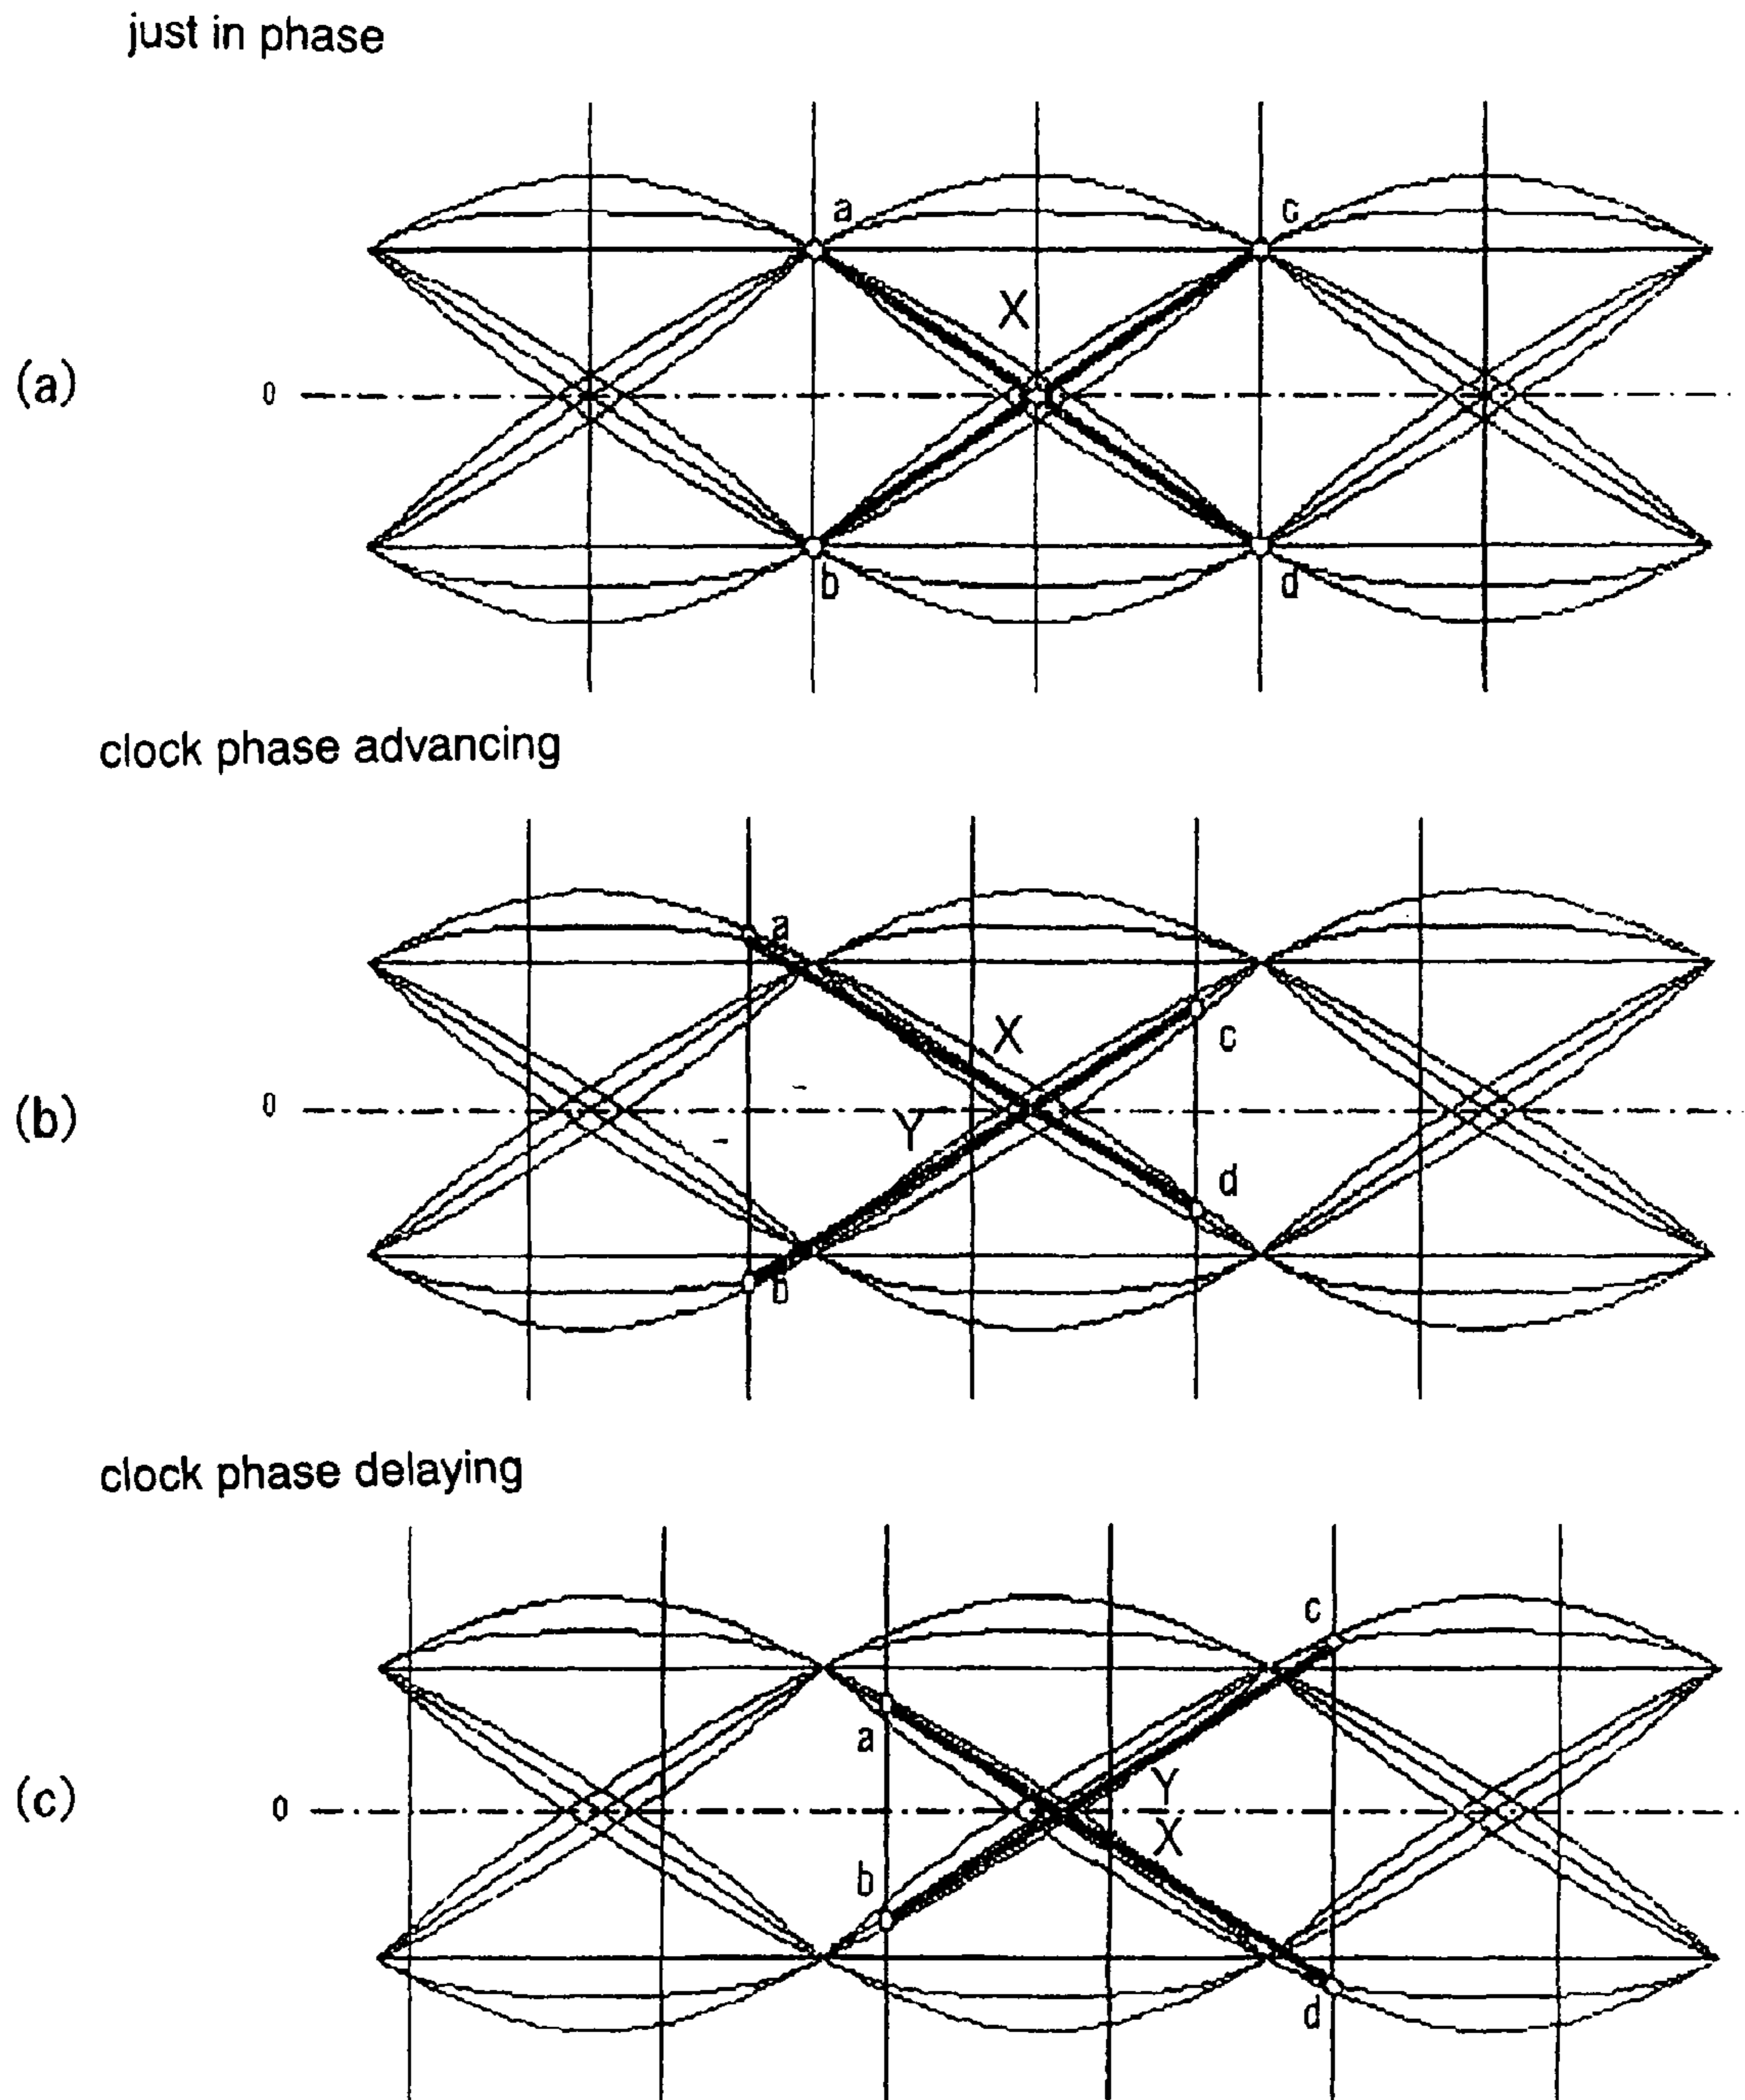 just in phase
a
c
X
(a)
0
b
d
clock phase advancing
a
X
c
0
Y
(b)
d
b
clock phase delaying
c
a
Y
(c)
0
X
b
d